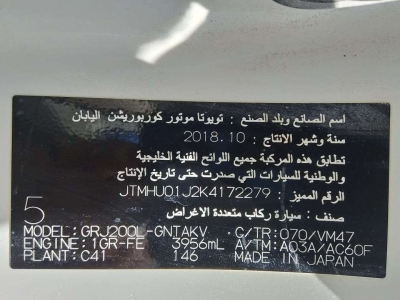 اسم الصانع وبلد الصنع : تويوتا موتور كوربوريشن اليابان
سنة وشهر الانتاج : 2018.10
تطابق هذه المركبة جميع اللوائح الفنية الخليجية
والوطنية للسيارات التي تاريخ الإنتاج
الرقم المميز : JTMHU01J2K4172279
صنف : سيارة ركاب متعددة الاغراض
5
MODEL: GRJ200L-GNTAKV C/TR: 070/VM47
ENGINE: 1GR-FE 3956mL A/TM: A03A/AC60F
PLANT: C41 146 MADE IN JAPAN